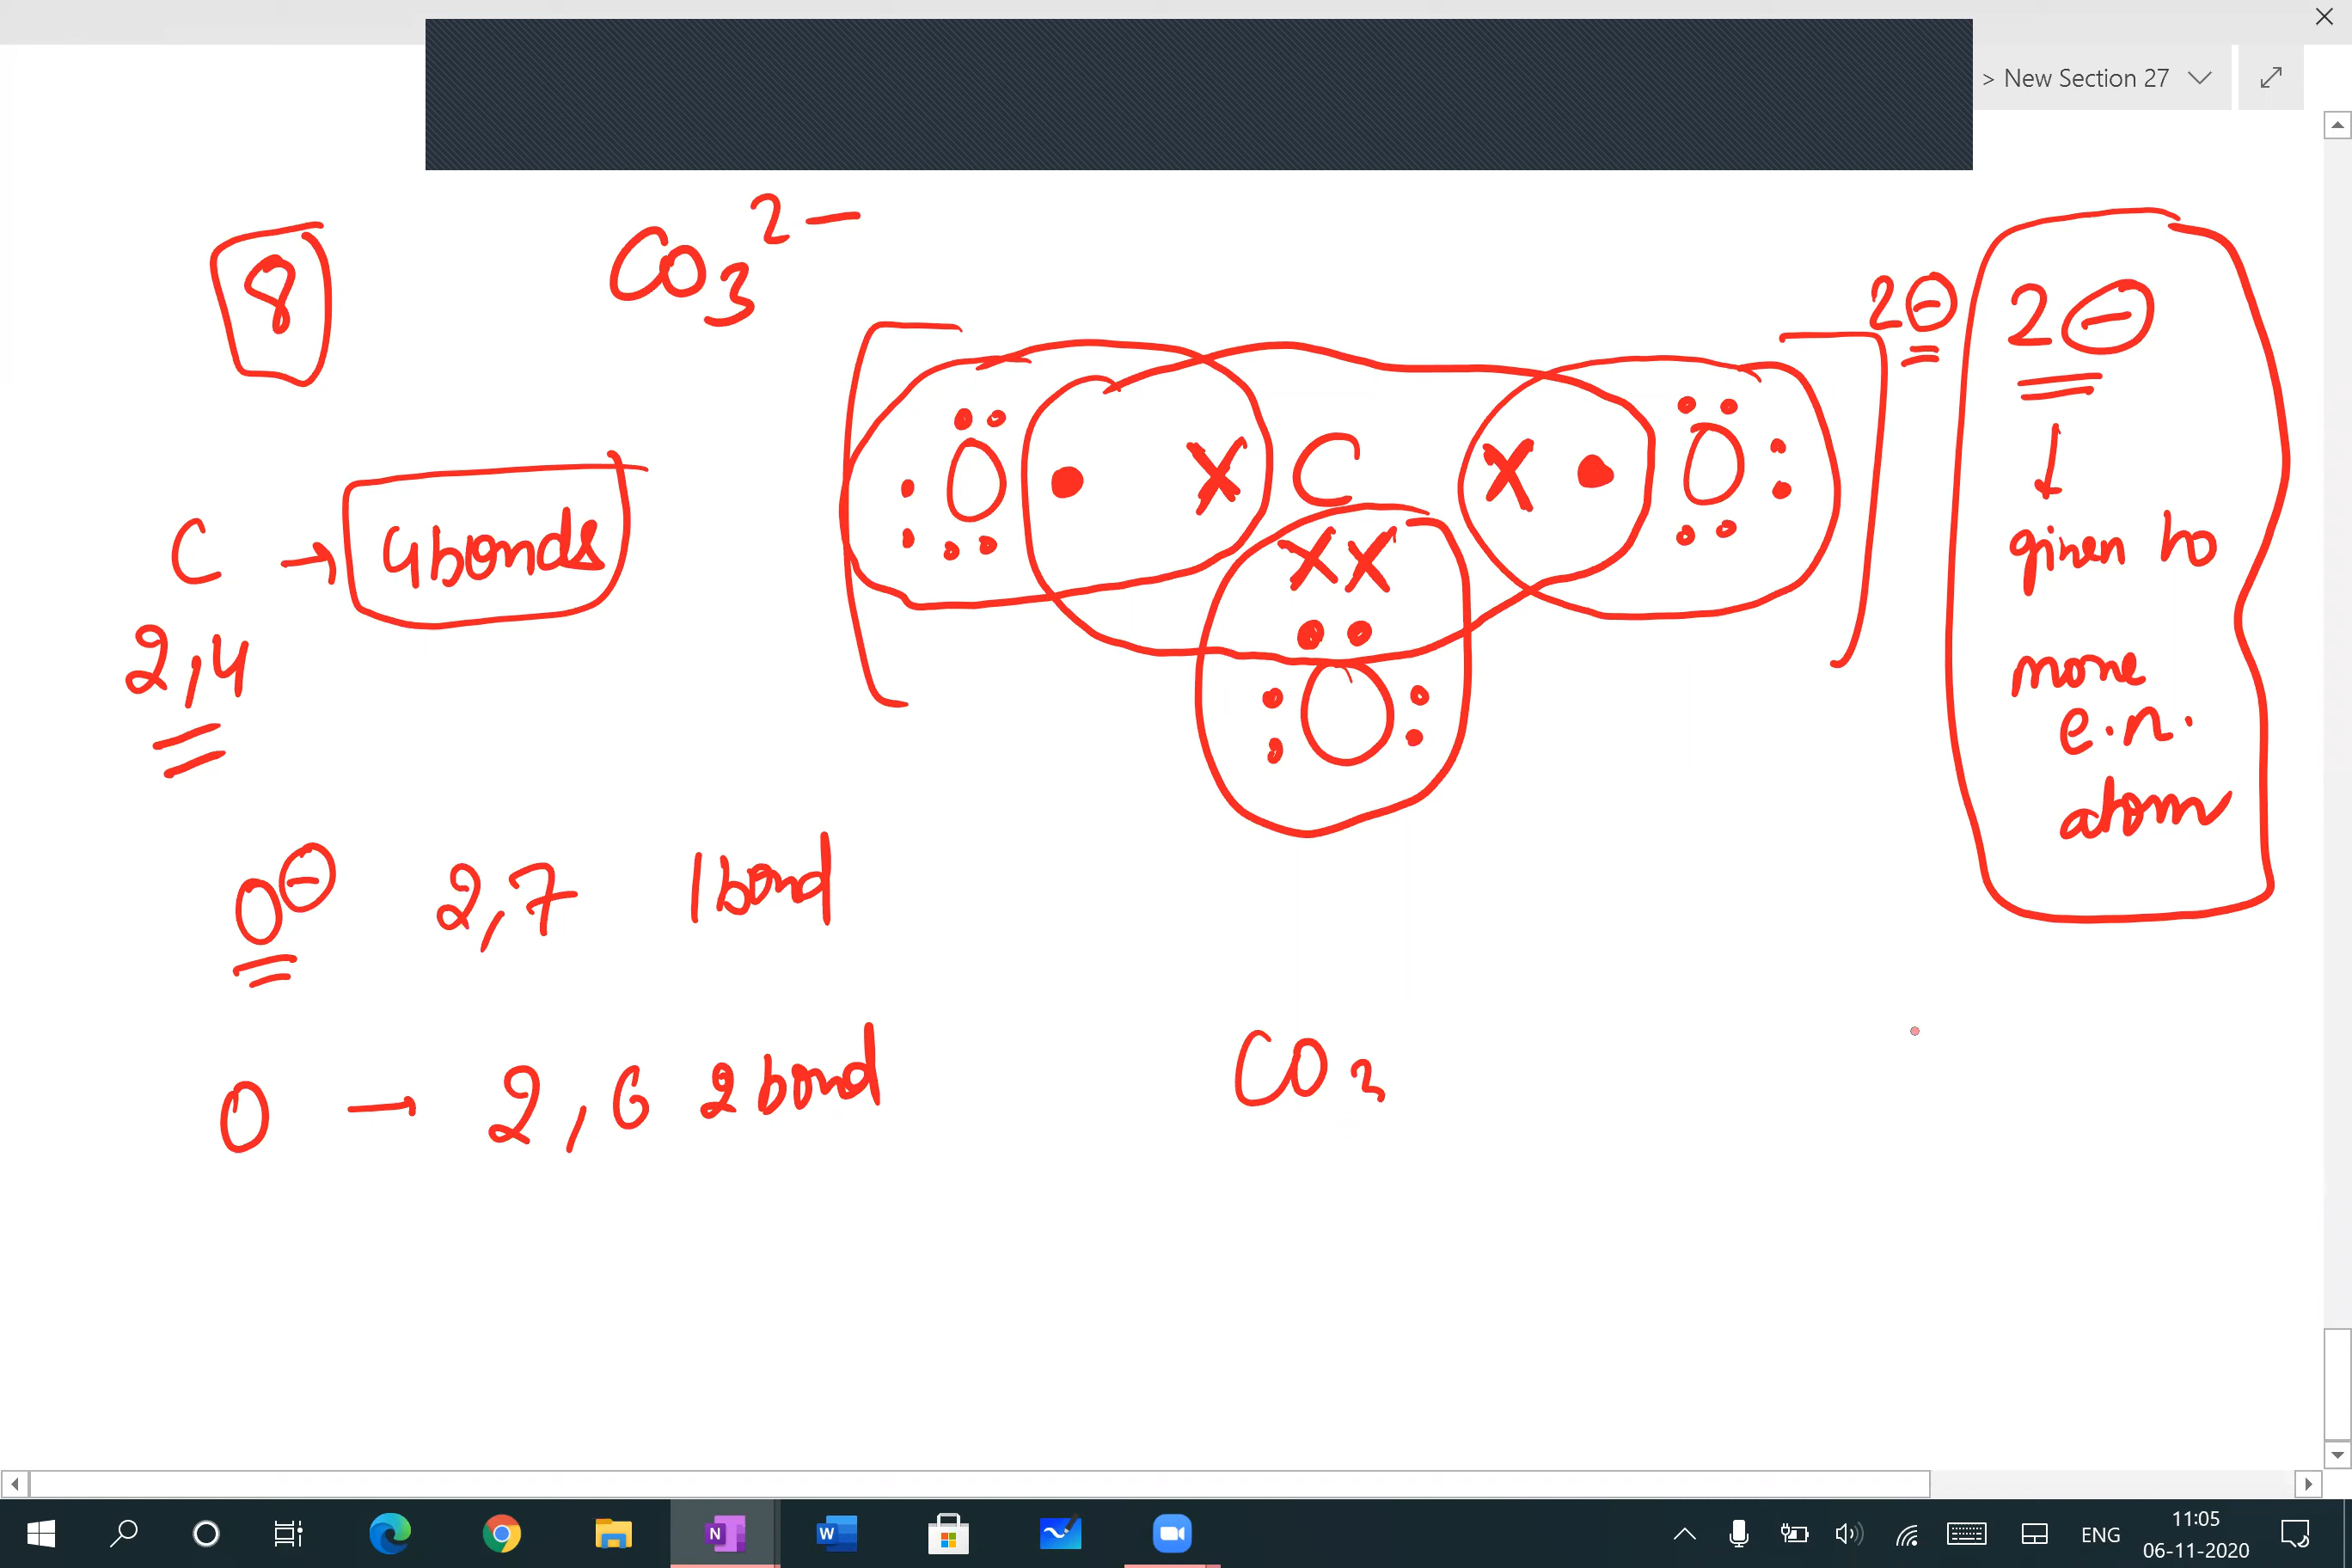 > New Section 27
8
CO3 2-
2⊖
2⊖
O • X C X • O
XX
O
given to
more
e.n.
atom
C → 4 bonds
2,4
O⊖ 2,7 1 bond
O → 2,6 2 bond
CO2
N
W
ENG
11:05
06-11-2020